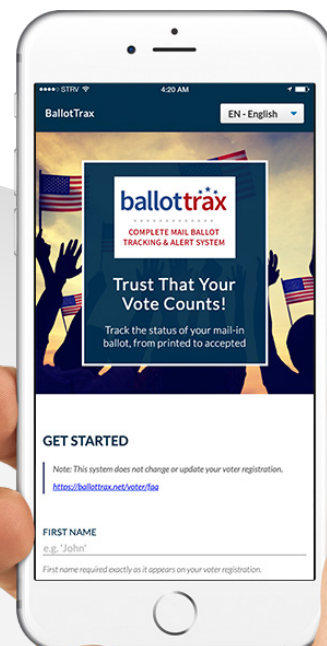 STRV
4:20 AM
BallotTrax
EN - English
ballottrax
COMPLETE MAIL BALLOT
TRACKING & ALERT SYSTEM
Trust That Your
Vote Counts!
Track the status of your mail-in
ballot, from printed to accepted
GET STARTED
Note: This system does not change or update your voter registration.
https://ballottrax.net/voter/faq
FIRST NAME
e.g. 'John'
First name required exactly as it appears on your voter registration.